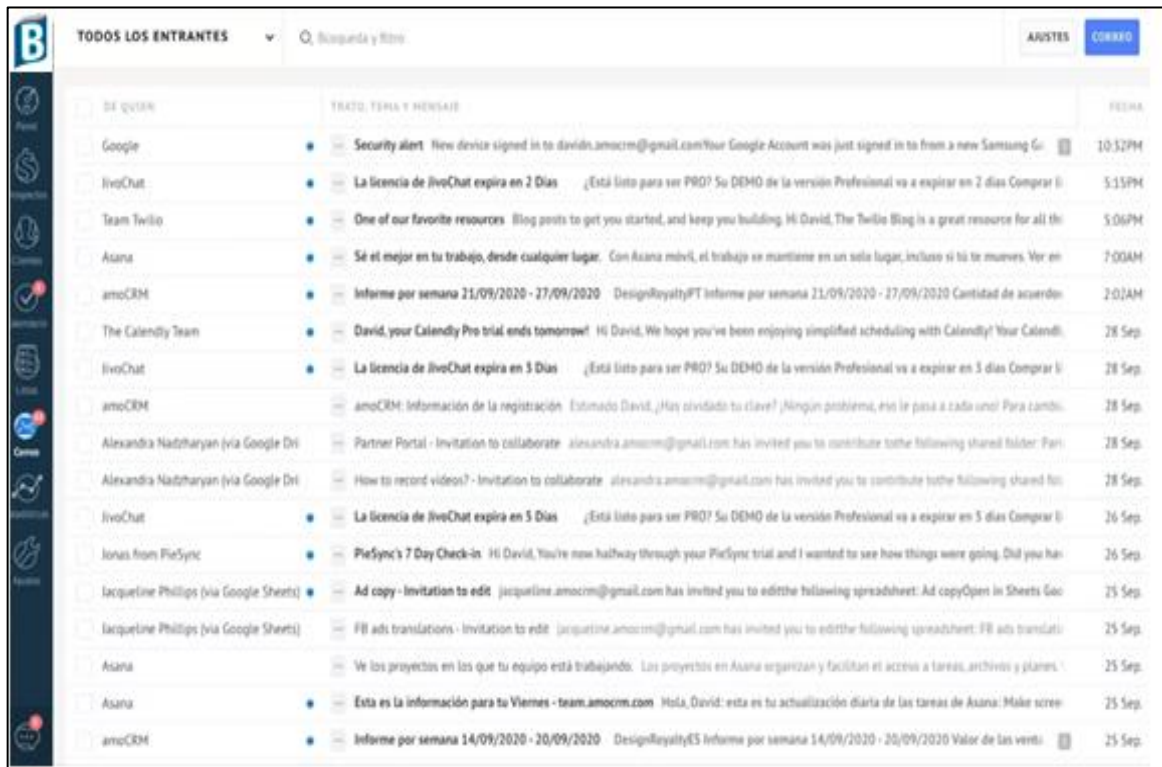 B
TODOS LOS ENTRANTES
Búsqueda y filtro
AJUSTES
CORREO
DE QUIEN TRATO, TEMA Y MENSAJE FECHA
Google Security alert New device signed in to davidn.amocrm@gmail.comYour Google Account was just signed in to from a new Samsung Ga 10:32PM
JivoChat La licencia de JivoChat expira en 2 Días ¿Está listo para ser PRO? Su DEMO de la versión Profesional va a expirar en 2 días Comprar li 5:15PM
Team Twilio One of our favorite resources Blog posts to get you started, and keep you building. Hi David, The Twilio Blog is a great resource for all thi 5:06PM
Asana Sé el mejor en tu trabajo, desde cualquier lugar. Con Asana móvil, el trabajo se mantiene en un solo lugar, incluso si tú te mueves. Ver en 7:00AM
amoCRM Informe por semana 21/09/2020 - 27/09/2020 DesignRoyaltyPT Informe por semana 21/09/2020 - 27/09/2020 Cantidad de acuerdos 2:02AM
The Calendly Team David, your Calendly Pro trial ends tomorrow! Hi David, We hope you've been enjoying simplified scheduling with Calendly! Your Calendl 28 Sep.
JivoChat La licencia de JivoChat expira en 3 Días ¿Está listo para ser PRO? Su DEMO de la versión Profesional va a expirar en 3 días Comprar li 28 Sep.
amoCRM amoCRM: Información de la registración Estimado David, ¿Has olvidado tu clave? ¡Ningún problema, eso le pasa a cada uno! Para cambi 28 Sep.
Alexandra Nadzharyan (via Google Dri Partner Portal - Invitation to collaborate alexandra.amocrm@gmail.com has invited you to contribute tothe following shared folder: Part 28 Sep.
Alexandra Nadzharyan (via Google Dri How to record videos? - Invitation to collaborate alexandra.amocrm@gmail.com has invited you to contribute tothe following shared fol 28 Sep.
JivoChat La licencia de JivoChat expira en 5 Días ¿Está listo para ser PRO? Su DEMO de la versión Profesional va a expirar en 5 días Comprar li 26 Sep.
Jonas from PieSync PieSync's 7 Day Check-in Hi David, You're now halfway through your PieSync trial and I wanted to see how things were going. Did you hav 26 Sep.
Jacqueline Phillips (via Google Sheets) Ad copy - Invitation to edit jacqueline.amocrm@gmail.com has invited you to editthe following spreadsheet: Ad copyOpen in Sheets Goo 25 Sep.
Jacqueline Phillips (via Google Sheets) FB ads translations - Invitation to edit jacqueline.amocrm@gmail.com has invited you to editthe following spreadsheet: FB ads translati 25 Sep.
Asana Ve los proyectos en los que tu equipo está trabajando. Los proyectos en Asana organizan y facilitan el acceso a tareas, archivos y planes. 25 Sep.
Asana Esta es la información para tu Viernes - team.amocrm.com Hola, David: esta es tu actualización diaria de las tareas de Asana: Make scree 25 Sep.
amoCRM Informe por semana 14/09/2020 - 20/09/2020 DesignRoyaltyES Informe por semana 14/09/2020 - 20/09/2020 Valor de las venta 25 Sep.
Panel
Clientes
Listas
Correo
Ajustes